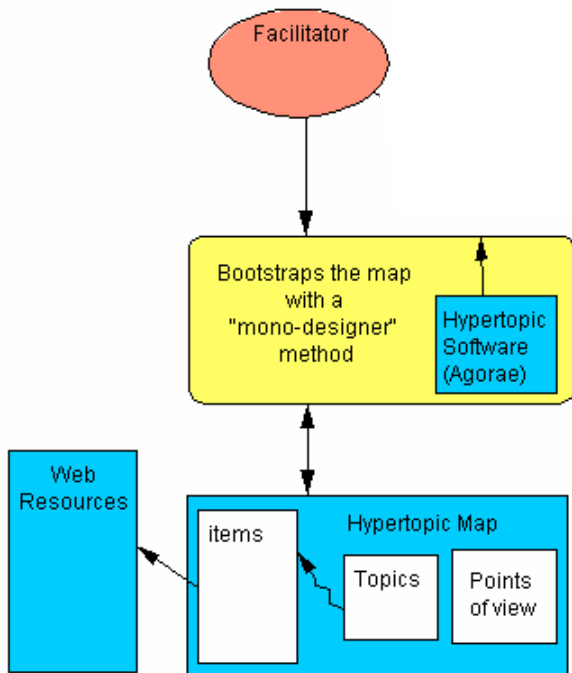 Facilitator
Bootstraps the map
with a
"mono-designer"
method
Hypertopic
Software
(Agorae)
Web
Resources
Hypertopic Map
items
Topics
Points
of view